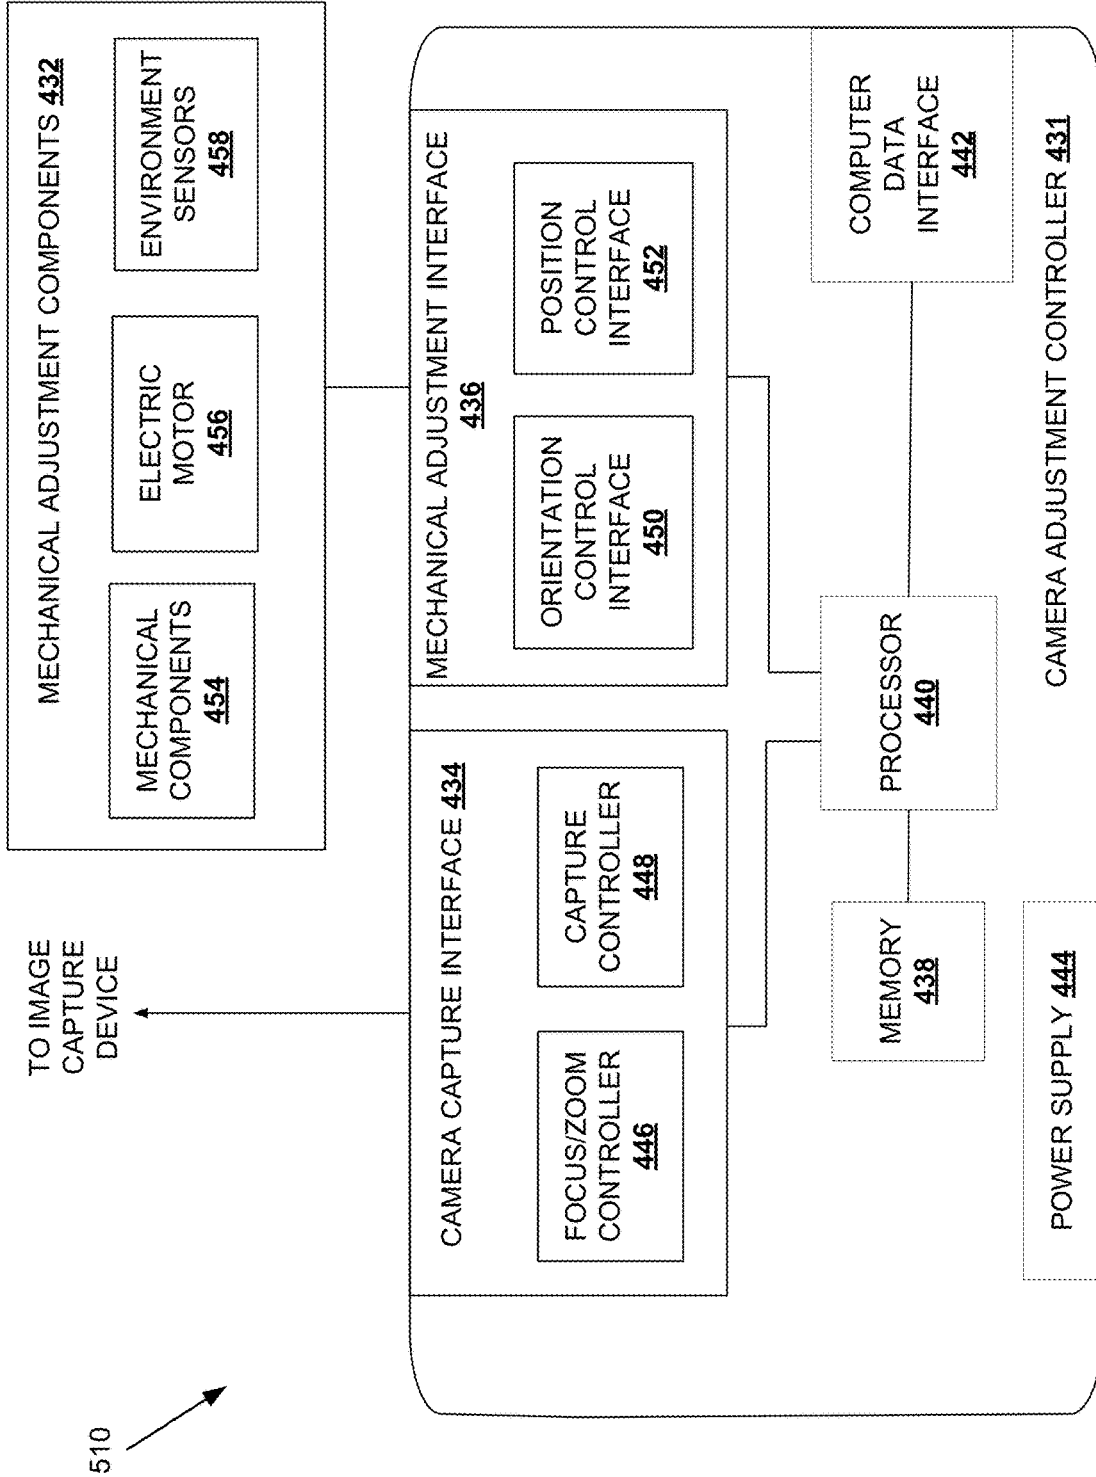 510
TO IMAGE
CAPTURE
DEVICE
MECHANICAL ADJUSTMENT COMPONENTS 432
MECHANICAL
COMPONENTS
454
ELECTRIC
MOTOR
456
ENVIRONMENT
SENSORS
458
CAMERA CAPTURE INTERFACE 434
FOCUS/ZOOM
CONTROLLER
446
CAPTURE
CONTROLLER
448
MECHANICAL ADJUSTMENT INTERFACE
436
ORIENTATION
CONTROL
INTERFACE
450
POSITION
CONTROL
INTERFACE
452
MEMORY
438
PROCESSOR
440
COMPUTER
DATA
INTERFACE
442
POWER SUPPLY 444
CAMERA ADJUSTMENT CONTROLLER 431